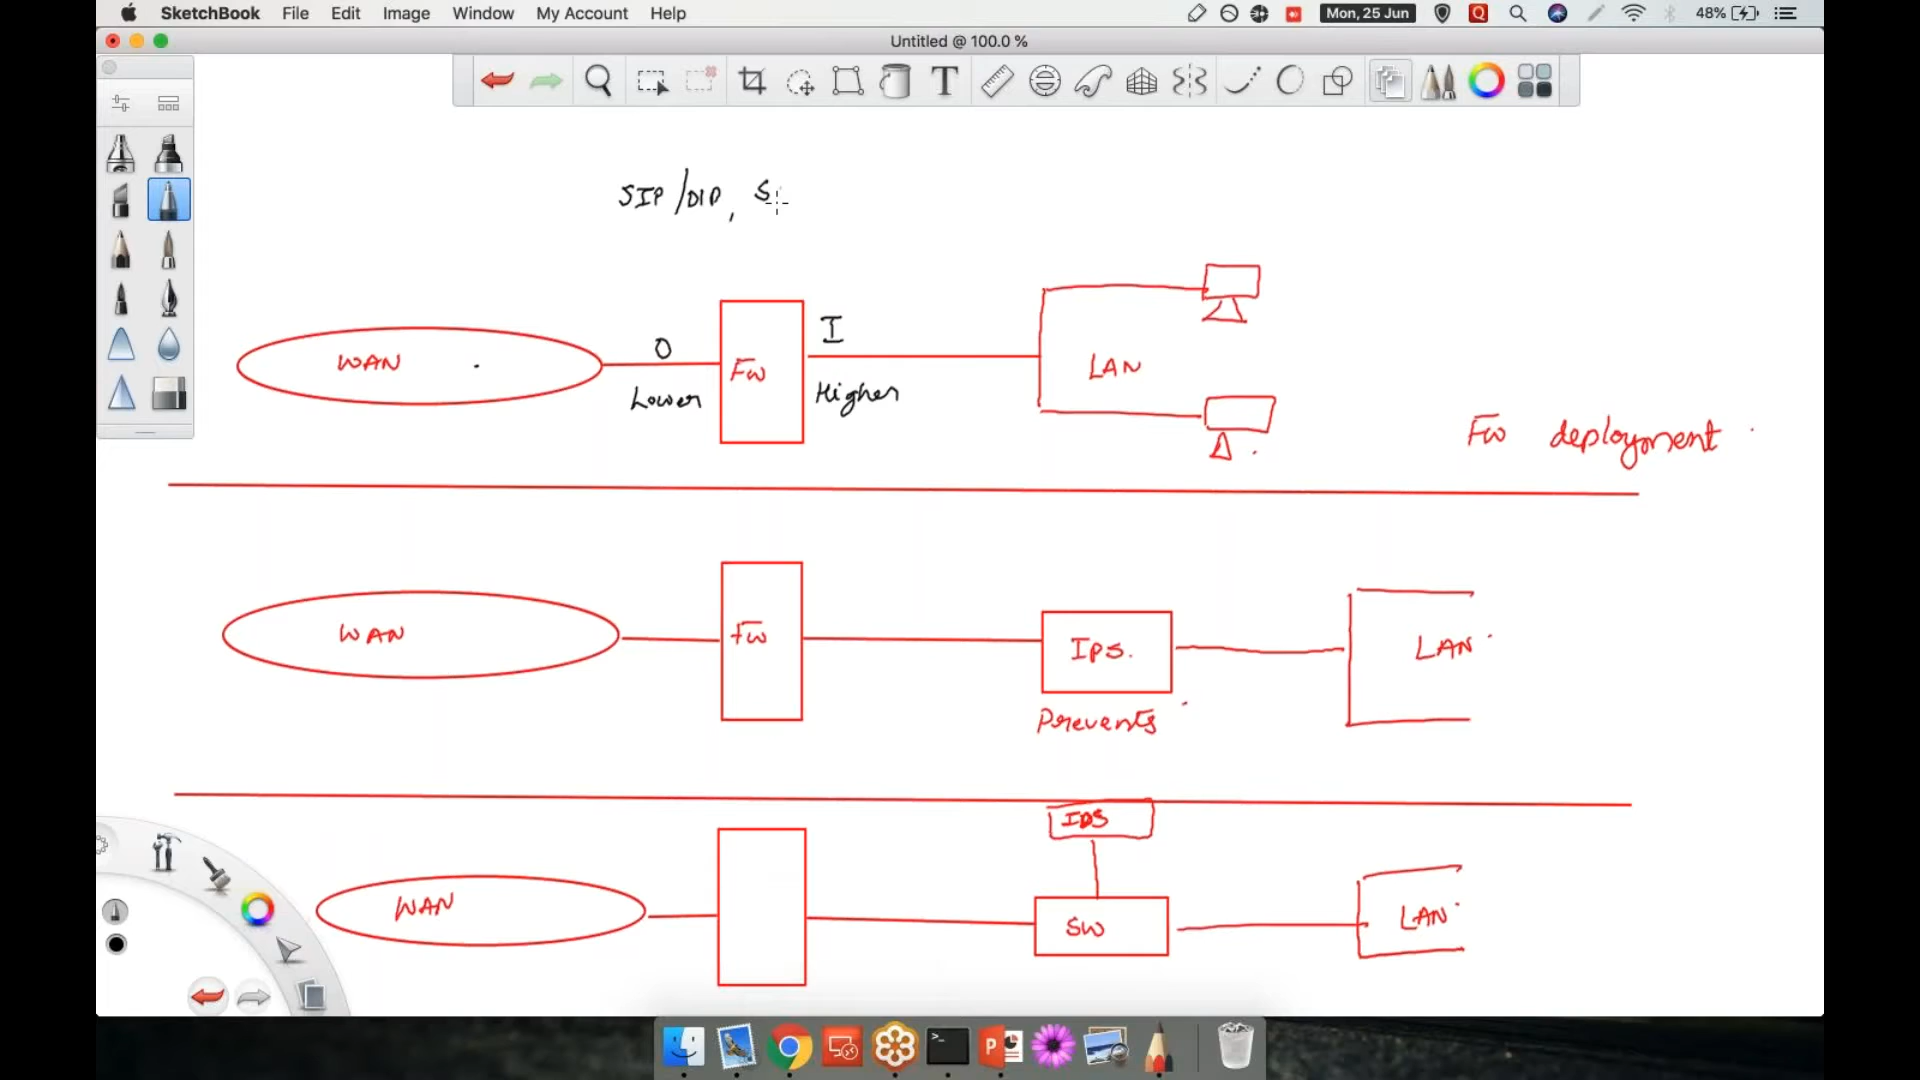 SketchBook File Edit Image Window My Account Help Mon, 25 Jun 48%
Untitled @ 100.0 %
T
SIP/DIP, S
WAN
O
Lower
FW
I
Higher
LAN
FW deployment
WAN
FW
IPS.
Prevents
LAN
IDS
WAN
SW
LAN